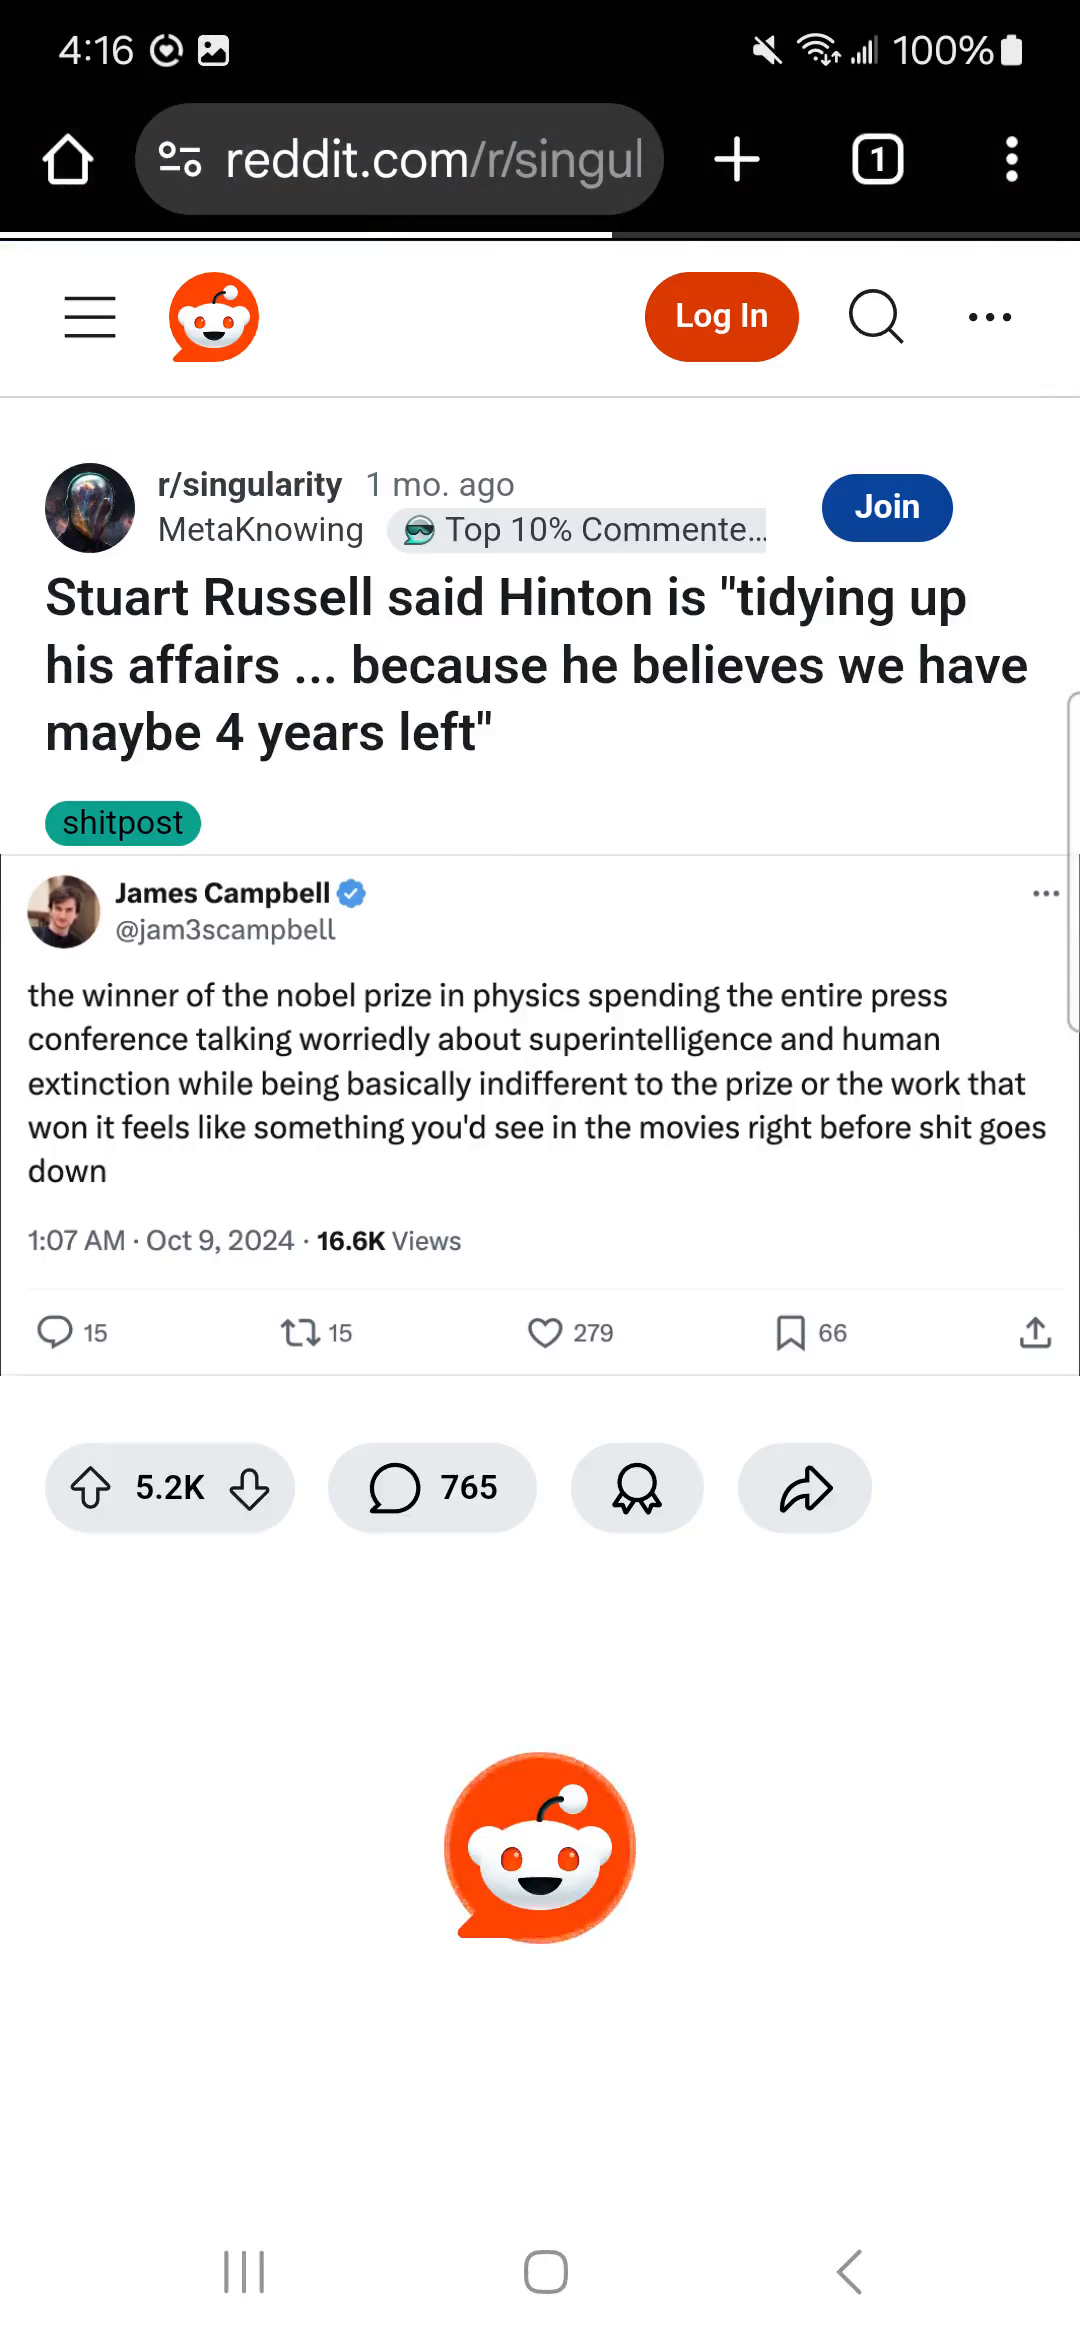 4:16 100%
reddit.com/r/singul 1
Log In
r/singularity 1 mo. ago
MetaKnowing Top 10% Commente...
Join
Stuart Russell said Hinton is "tidying up
his affairs ... because he believes we have
maybe 4 years left"
shitpost
James Campbell
@jam3scampbell
the winner of the nobel prize in physics spending the entire press
conference talking worriedly about superintelligence and human
extinction while being basically indifferent to the prize or the work that
won it feels like something you'd see in the movies right before shit goes
down
1:07 AM · Oct 9, 2024 · 16.6K Views
15 15 279 66
5.2K 765